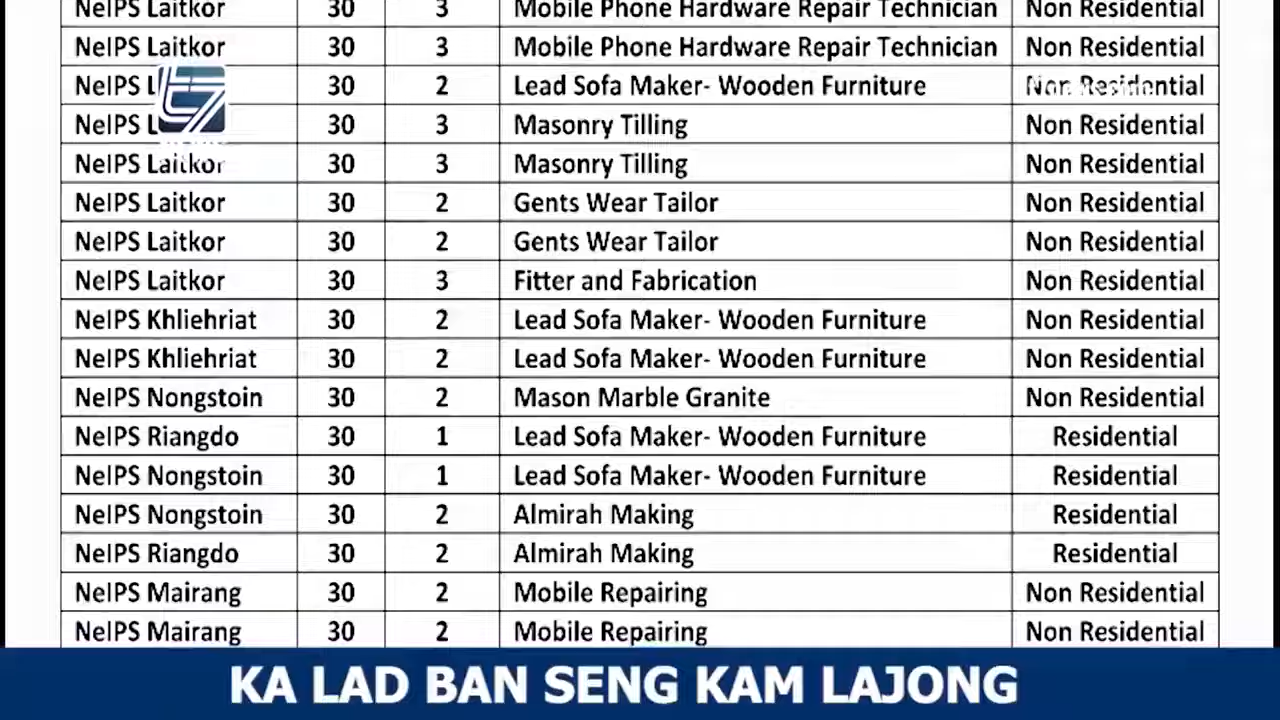 NeIPS Laitkor 30 3 Mobile Phone Hardware Repair Technician Non Residential
NeIPS Laitkor 30 3 Mobile Phone Hardware Repair Technician Non Residential
NeIPS 30 2 Lead Sofa Maker- Wooden Furniture Non Residential
NeIPS 30 3 Masonry Tilling Non Residential
NeIPS Laitkor 30 3 Masonry Tilling Non Residential
NeIPS Laitkor 30 2 Gents Wear Tailor Non Residential
NeIPS Laitkor 30 2 Gents Wear Tailor Non Residential
NeIPS Laitkor 30 3 Fitter and Fabrication Non Residential
NeIPS Khliehriat 30 2 Lead Sofa Maker- Wooden Furniture Non Residential
NeIPS Khliehriat 30 2 Lead Sofa Maker- Wooden Furniture Non Residential
NeIPS Nongstoin 30 2 Mason Marble Granite Non Residential
NeIPS Riangdo 30 1 Lead Sofa Maker- Wooden Furniture Residential
NeIPS Nongstoin 30 1 Lead Sofa Maker- Wooden Furniture Residential
NeIPS Nongstoin 30 2 Almirah Making Residential
NeIPS Riangdo 30 2 Almirah Making Residential
NeIPS Mairang 30 2 Mobile Repairing Non Residential
NeIPS Mairang 30 2 Mobile Repairing Non Residential
KA LAD BAN SENG KAM LAJONG